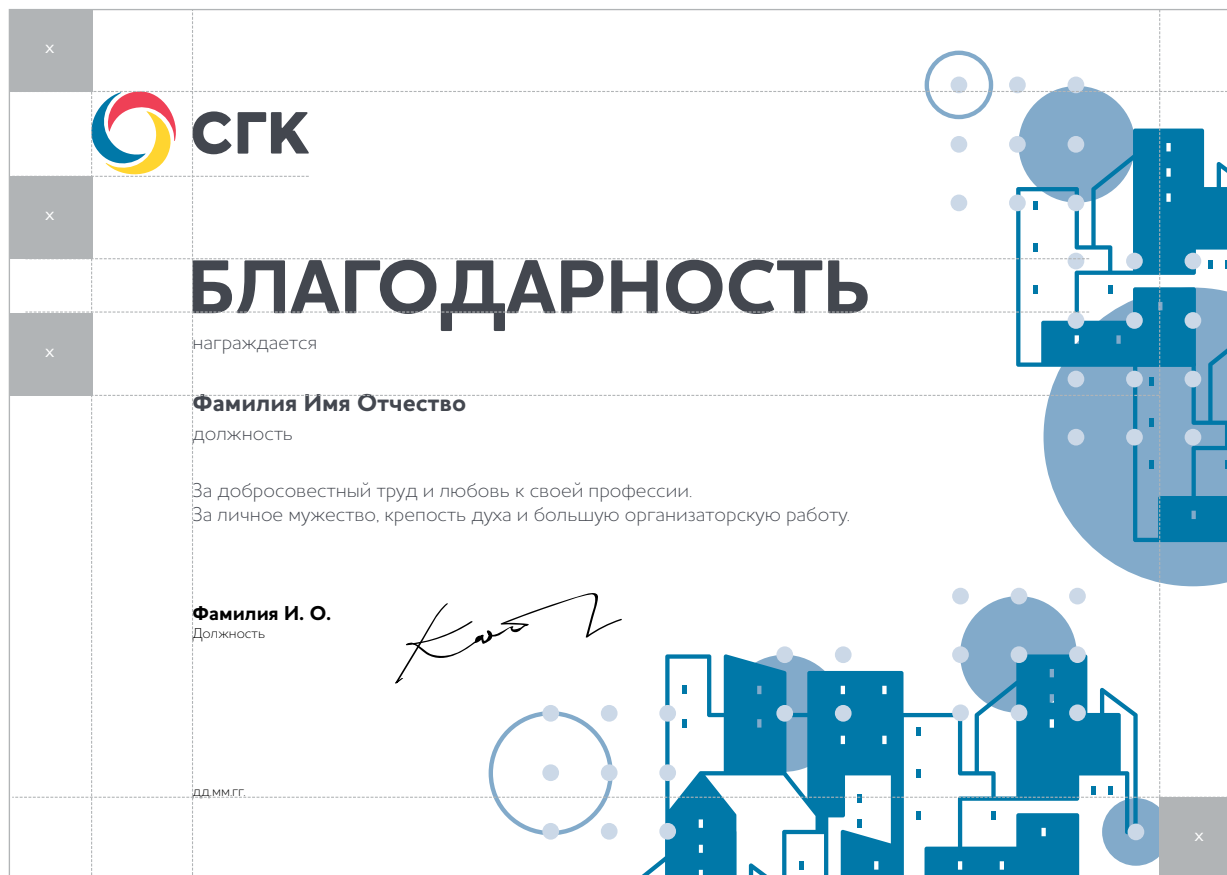 x
СГК
x
БЛАГОДАРНОСТЬ
награждается
x
Фамилия Имя Отчество
должность
За добросовестный труд и любовь к своей профессии.
За личное мужество, крепость духа и большую организаторскую работу.
Фамилия И. О.
Должность
дд.мм.гг.
x